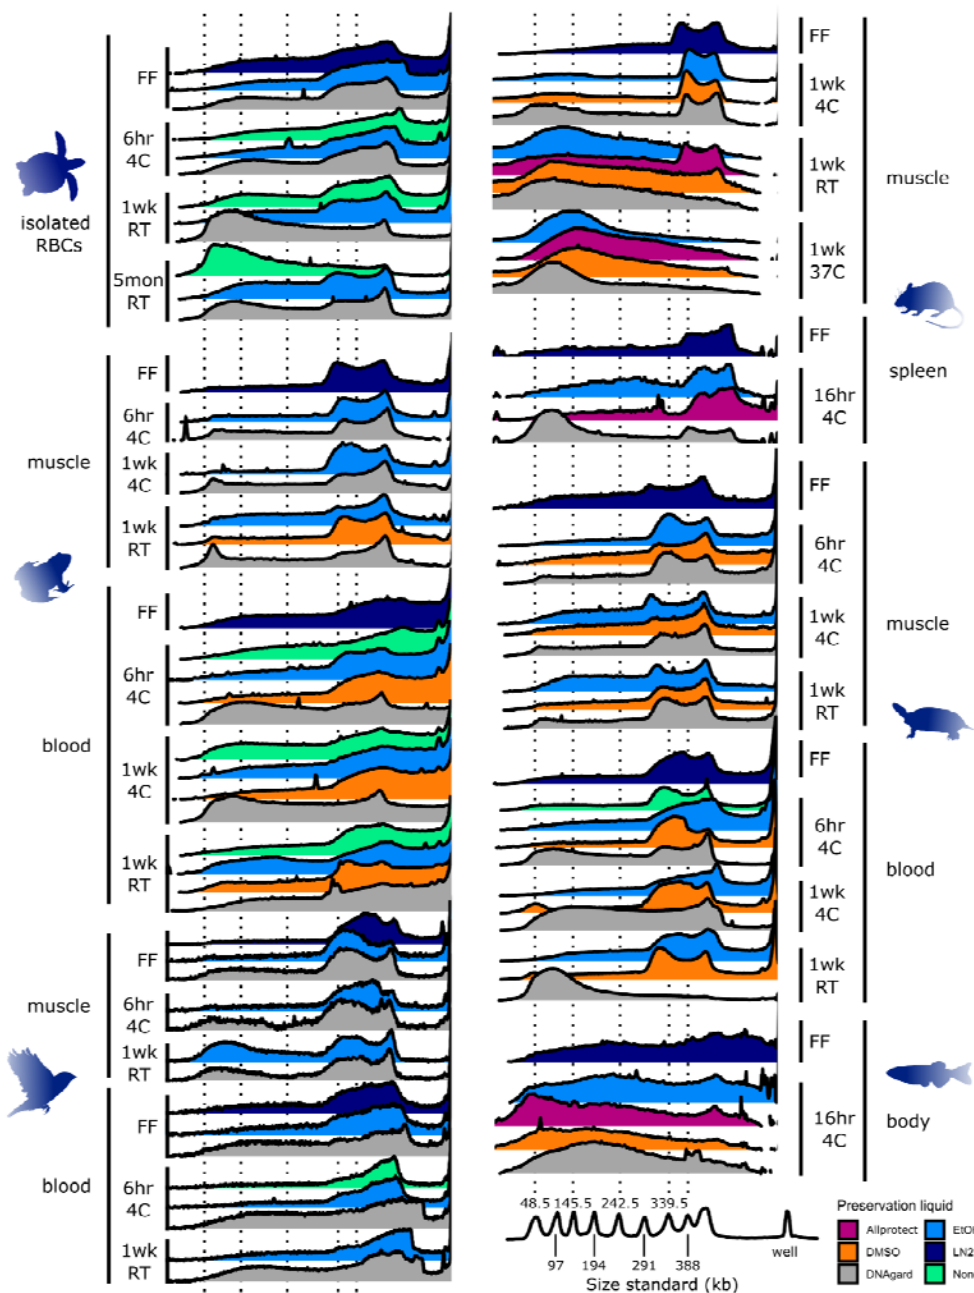 FF
6hr
4C
1wk
RT
5mon
RT
isolated
RBCs
FF
6hr
4C
1wk
4C
1wk
RT
muscle
FF
6hr
4C
1wk
4C
1wk
RT
blood
FF
6hr
4C
1wk
RT
muscle
FF
6hr
4C
1wk
RT
blood
FF
1wk
4C
1wk
RT
1wk
37C
muscle
FF
16hr
4C
spleen
FF
6hr
4C
1wk
4C
1wk
RT
muscle
FF
6hr
4C
1wk
4C
1wk
RT
blood
FF
16hr
4C
body
48.5 145.5 242.5 339.5
97 194 291 388
well
Size standard (kb)
Preservation liquid
Allprotect
DMSO
DNAgard
EtOl
LN2
Non